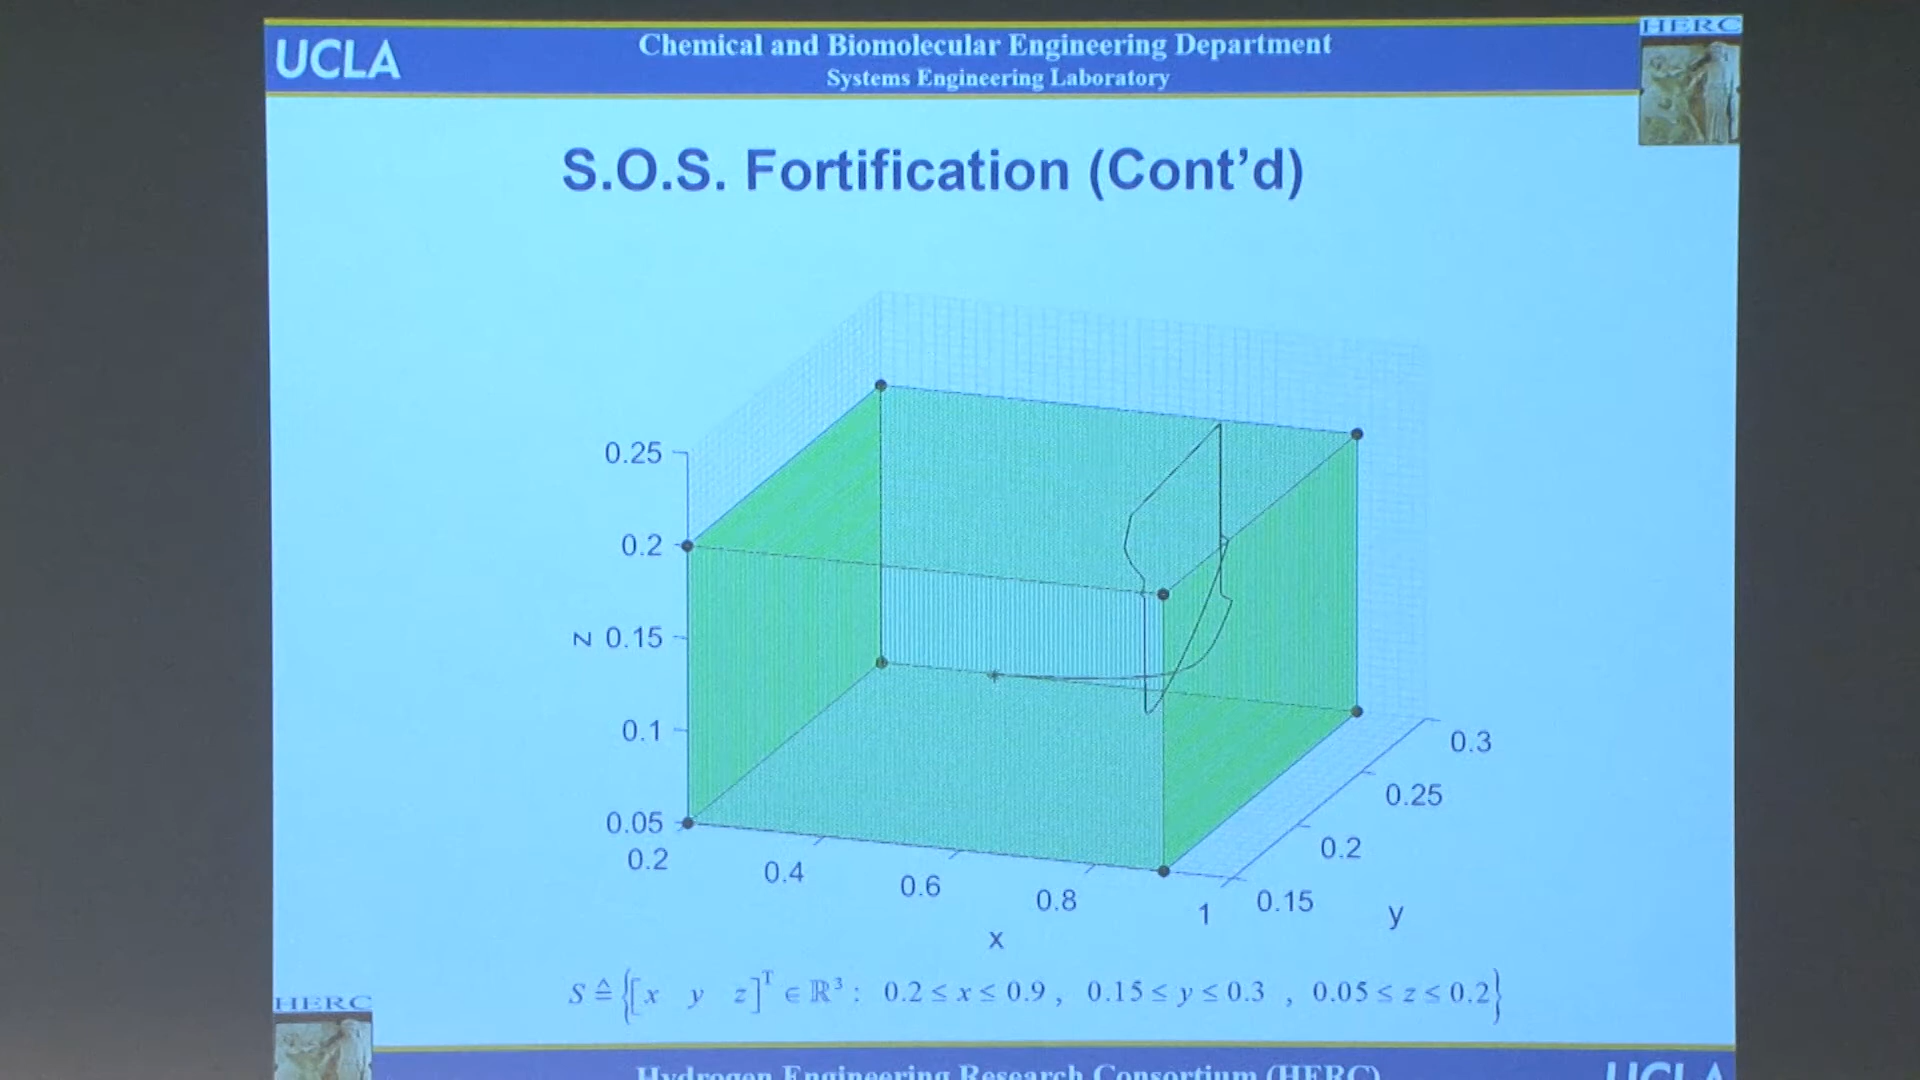 HERC
UCLA
Chemical and Biomolecular Engineering Department
Systems Engineering Laboratory
S.O.S. Fortification (Cont’d)
0.25
0.2
z 0.15
0.1
0.05
0.2
0.4
0.6
0.8
1
x
0.15
0.2
0.25
0.3
y
S ≜ {[x y z]ᵀ ∈ ℝ³ : 0.2 ≤ x ≤ 0.9 , 0.15 ≤ y ≤ 0.3 , 0.05 ≤ z ≤ 0.2}
HERC
Hydrogen Engineering Research Consortium (HERC)
UCLA